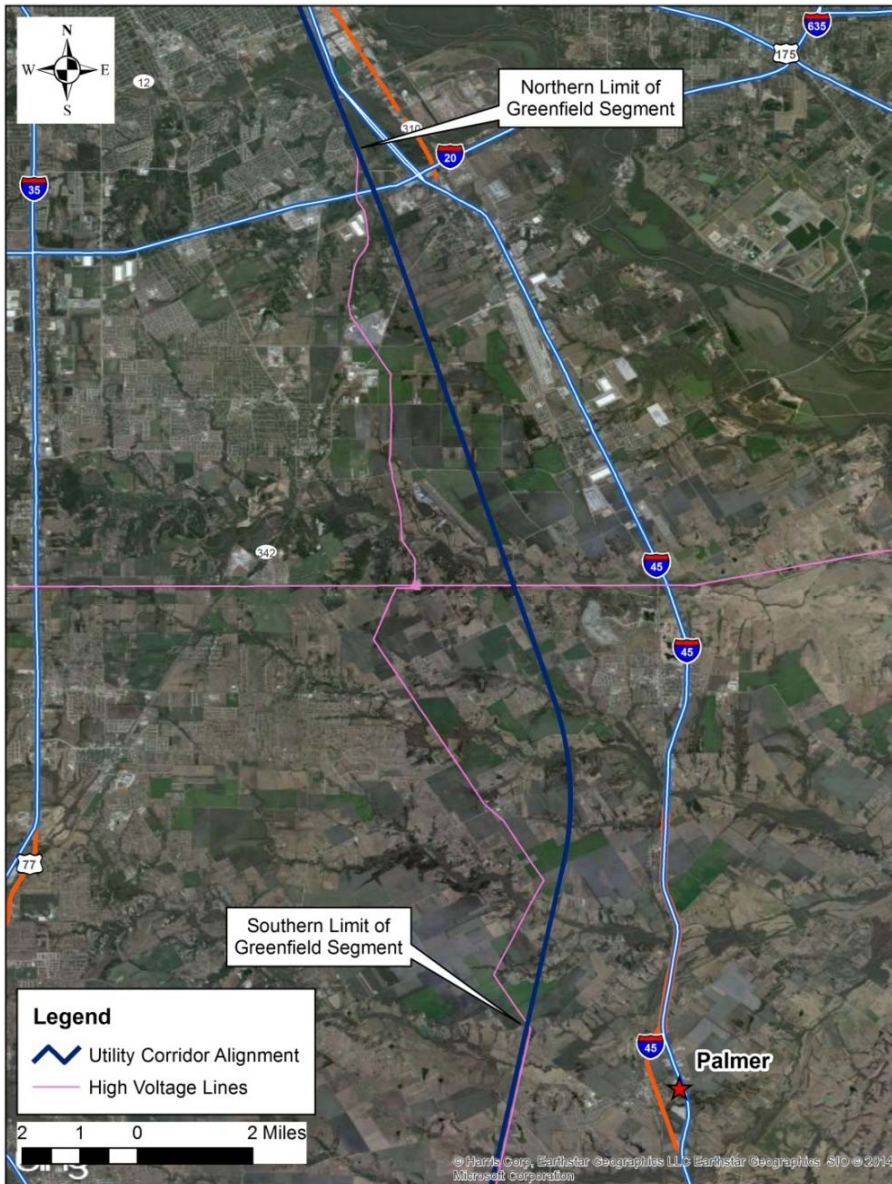 N
W E
S
12
635
175
Northern Limit of
Greenfield Segment
310
20
35
342
45
45
77
Southern Limit of
Greenfield Segment
45
Palmer
Legend
Utility Corridor Alignment
High Voltage Lines
2 1 0 2 Miles
© Harris Corp, Earthstar Geographics LLC Earthstar Geographics SIO © 2014
Microsoft Corporation